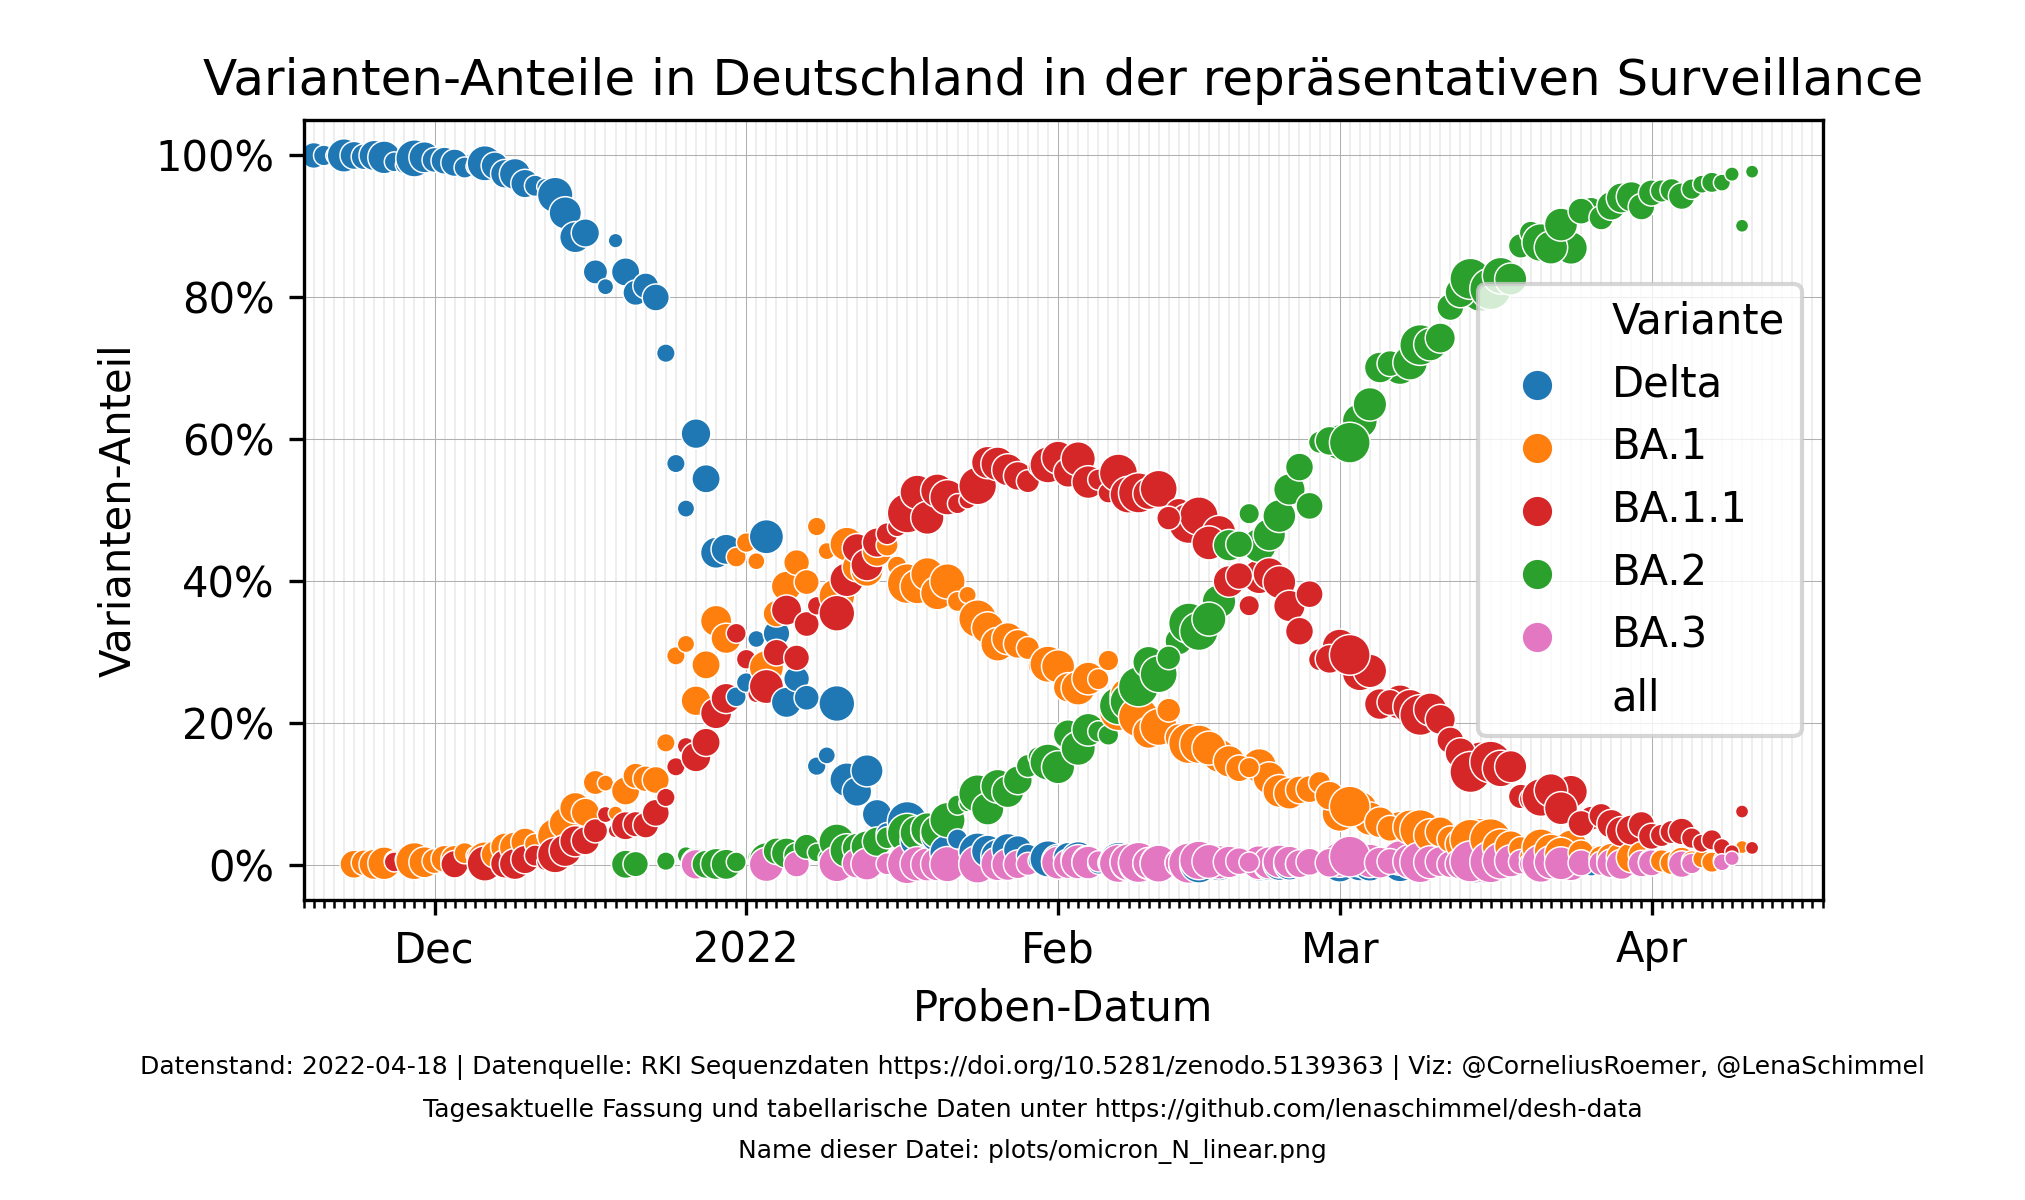 Varianten-Anteile in Deutschland in der repräsentativen Surveillance
100%
80%
60%
40%
20%
0%
Varianten-Anteil
Variante
Delta
BA.1
BA.1.1
BA.2
BA.3
all
Dec
2022
Feb
Mar
Apr
Proben-Datum
Datenstand: 2022-04-18 | Datenquelle: RKI Sequenzdaten https://doi.org/10.5281/zenodo.5139363 | Viz: @CorneliusRoemer, @LenaSchimmel
Tagesaktuelle Fassung und tabellarische Daten unter https://github.com/lenaschimmel/desh-data
Name dieser Datei: plots/omicron_N_linear.png